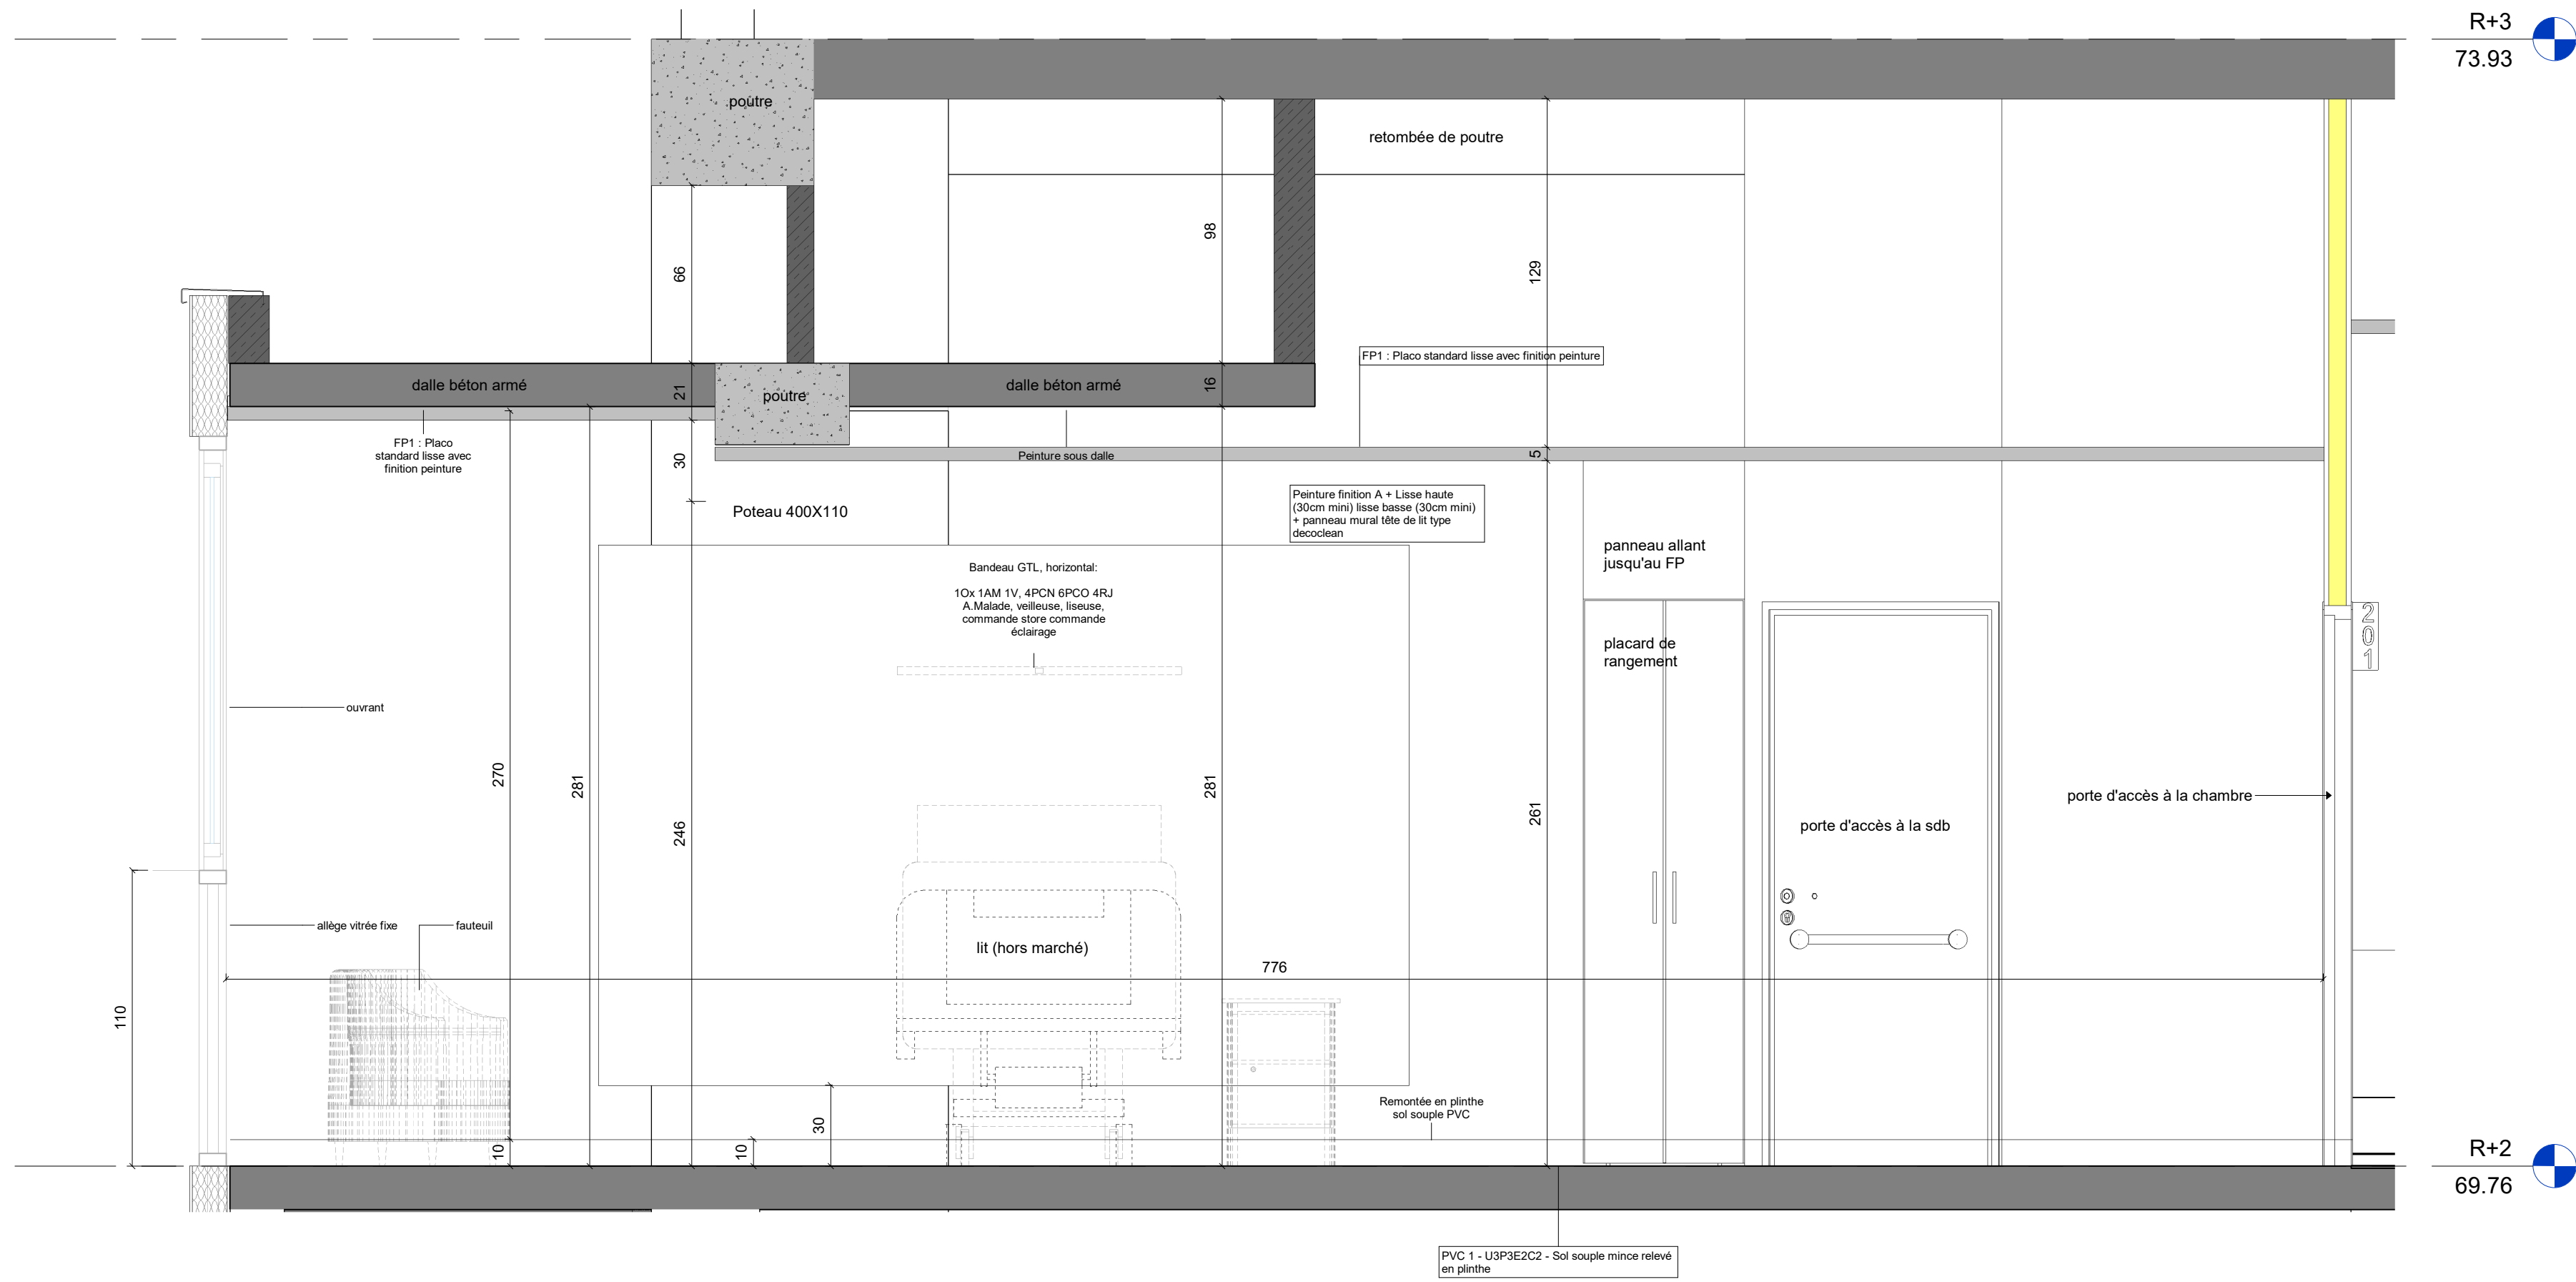 R+3
73.93
poutre
retombée de poutre
66
98
129
FP1 : Placo standard lisse avec finition peinture
dalle béton armé
21
poutre
dalle béton armé
16
FP1 : Placo
standard lisse avec
finition peinture
30
Peinture sous dalle
5
Poteau 400X110
Peinture finition A + Lisse haute
(30cm mini) lisse basse (30cm mini)
+ panneau mural tête de lit type
decoclean
panneau allant
jusqu'au FP
Bandeau GTL, horizontal:
1Ox 1AM 1V, 4PCN 6PCO 4RJ
A.Malade, veilleuse, liseuse,
commande store commande
éclairage
placard de
rangement
201
ouvrant
270
281
246
281
261
porte d'accès à la chambre
porte d'accès à la sdb
allège vitrée fixe
fauteuil
lit (hors marché)
776
110
Remontée en plinthe
sol souple PVC
10
10
30
R+2
69.76
PVC 1 - U3P3E2C2 - Sol souple mince relevé
en plinthe